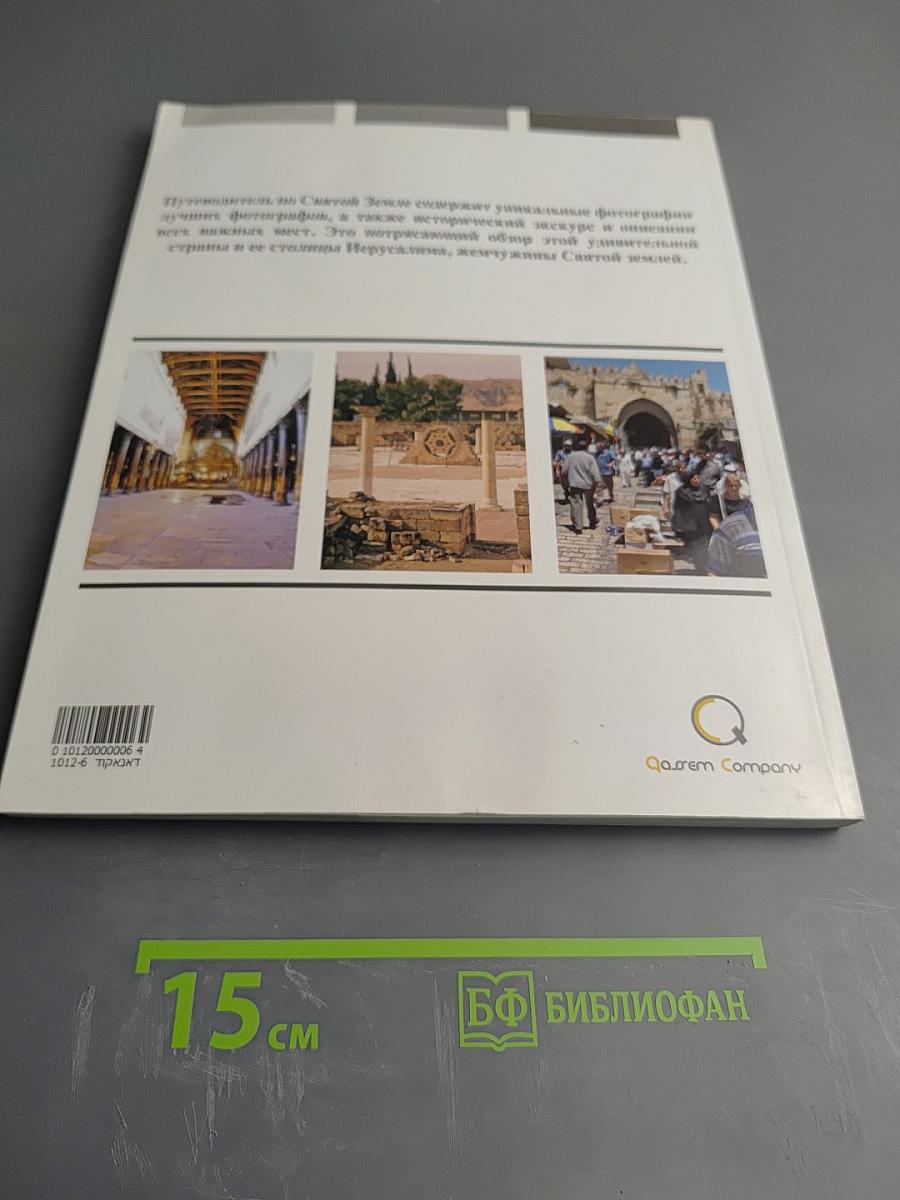 Путеводитель по Святой Земле содержит уникальные фотографии
лучших фотографов, а также исторический экскурс и описания
всех важных мест. Это потрясающий обзор этой удивительной
страны и ее столицы Иерусалима, жемчужины Святой землей.
0 10120000006 4
1012-6 דאנאקוד
Qassem Company
15 см
БФ БИБЛИОФАН